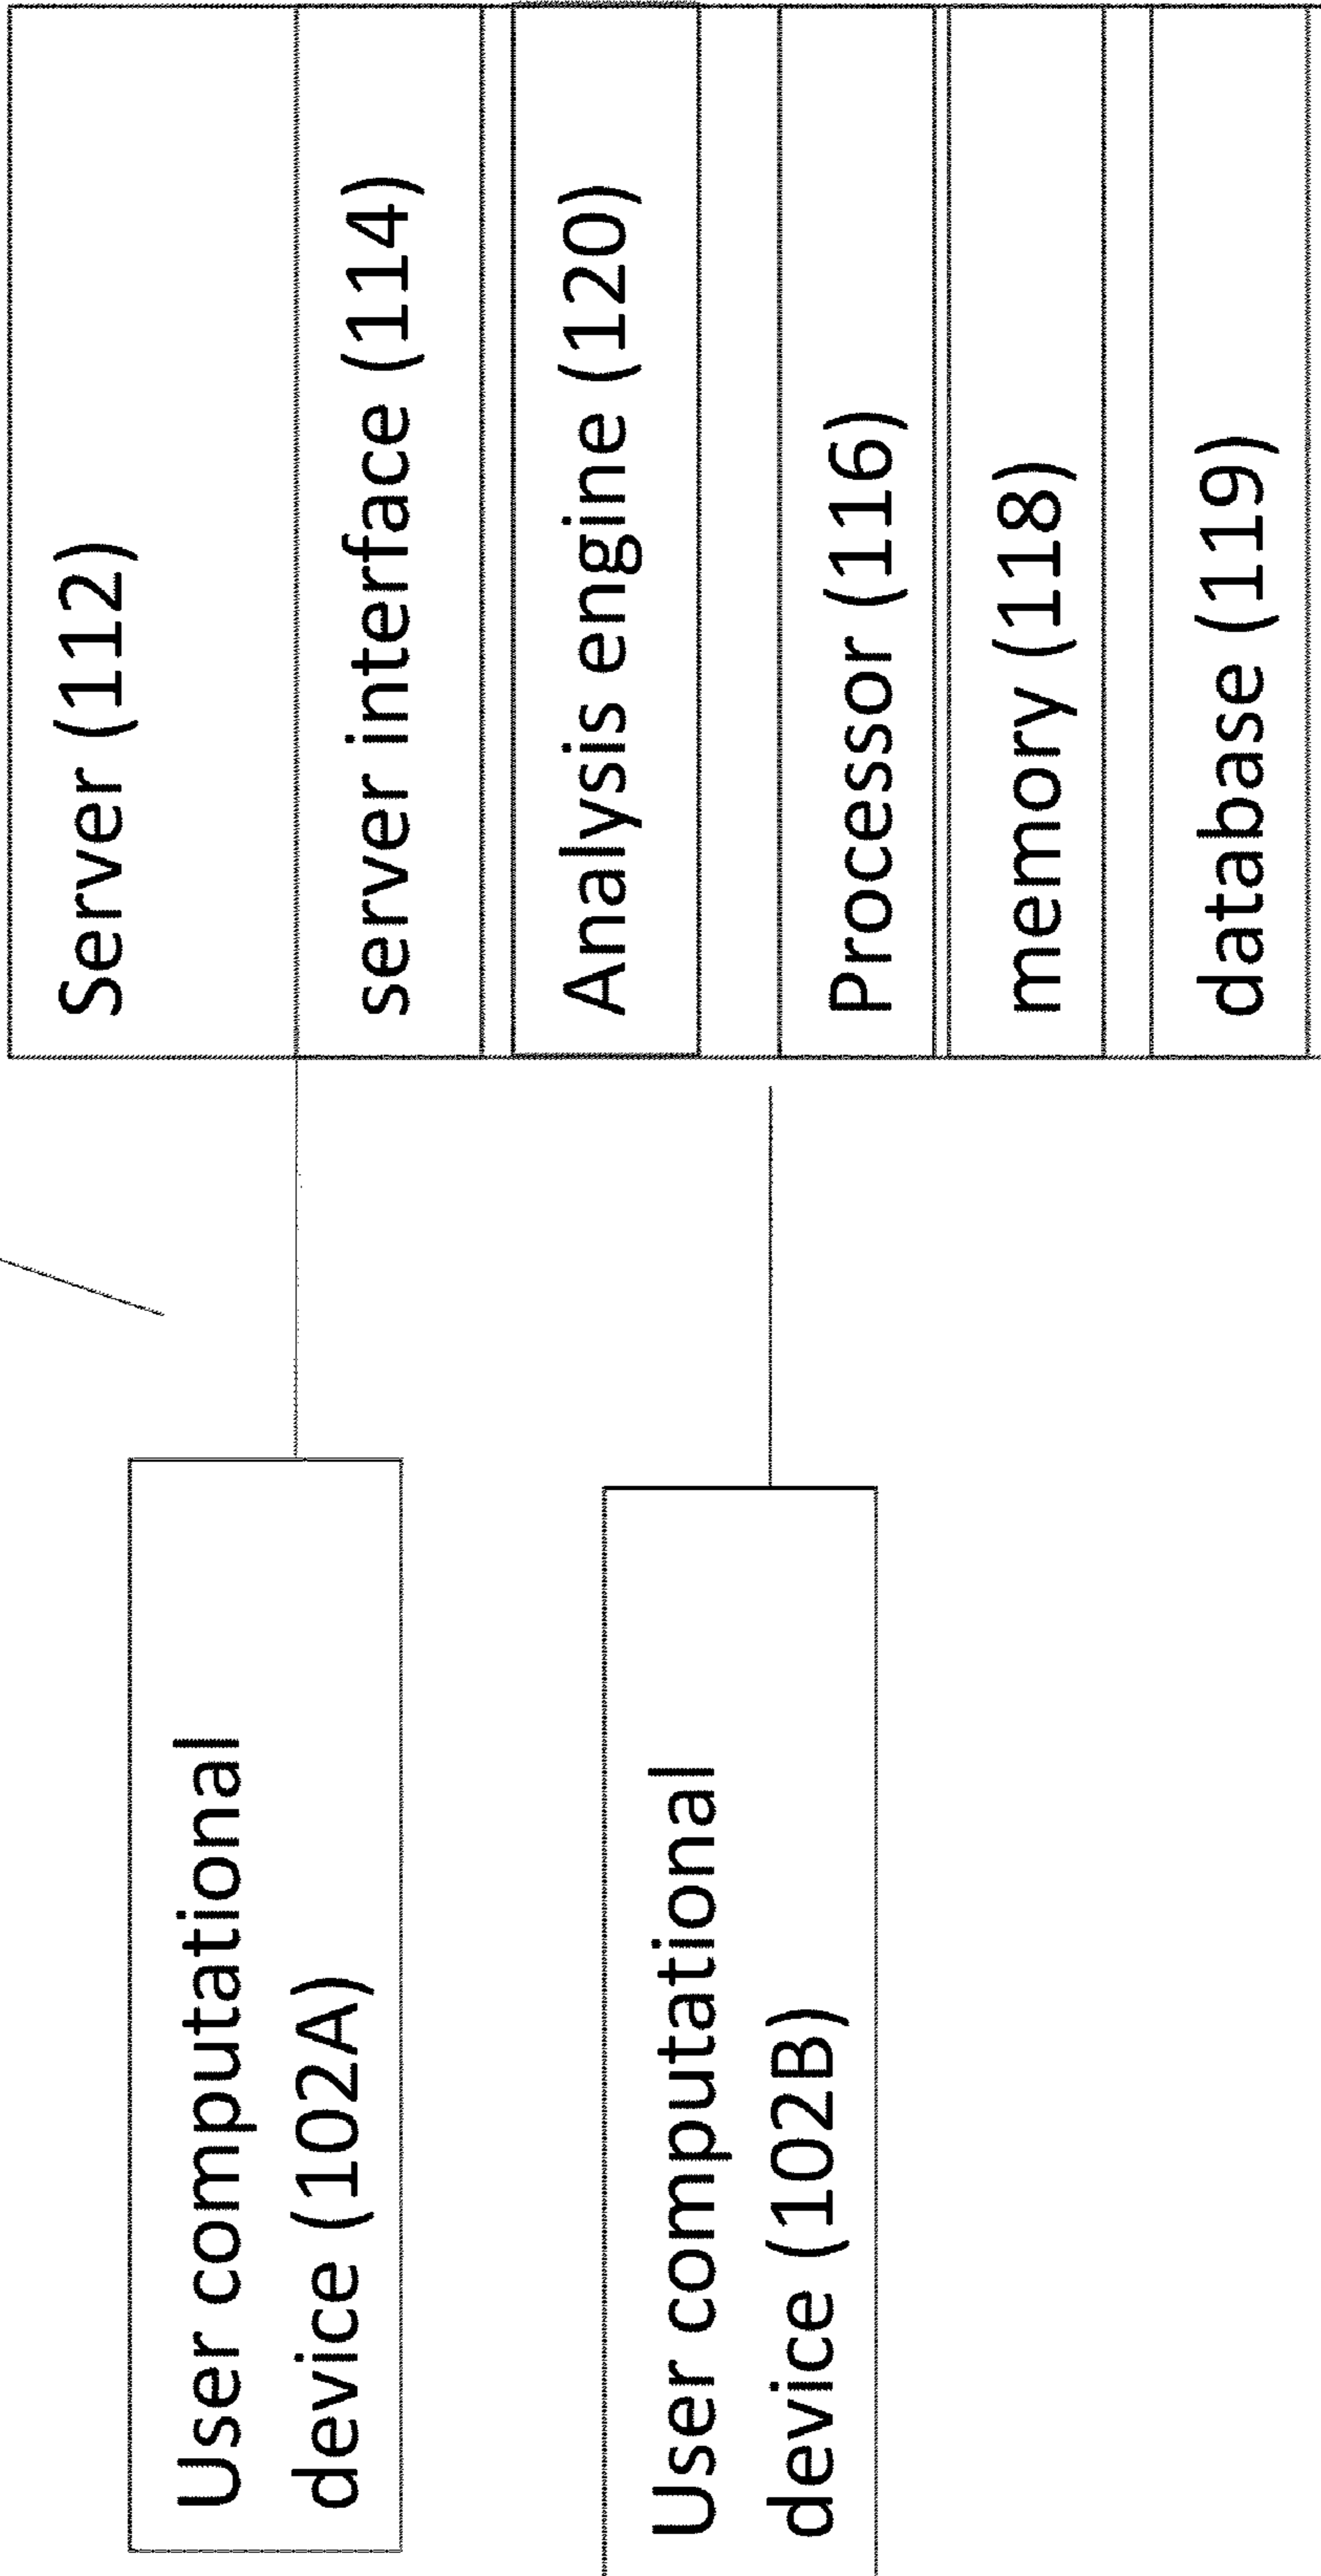 User computational
device (102A)
User computational
device (102B)
Server (112)
server interface (114)
Analysis engine (120)
Processor (116)
memory (118)
database (119)